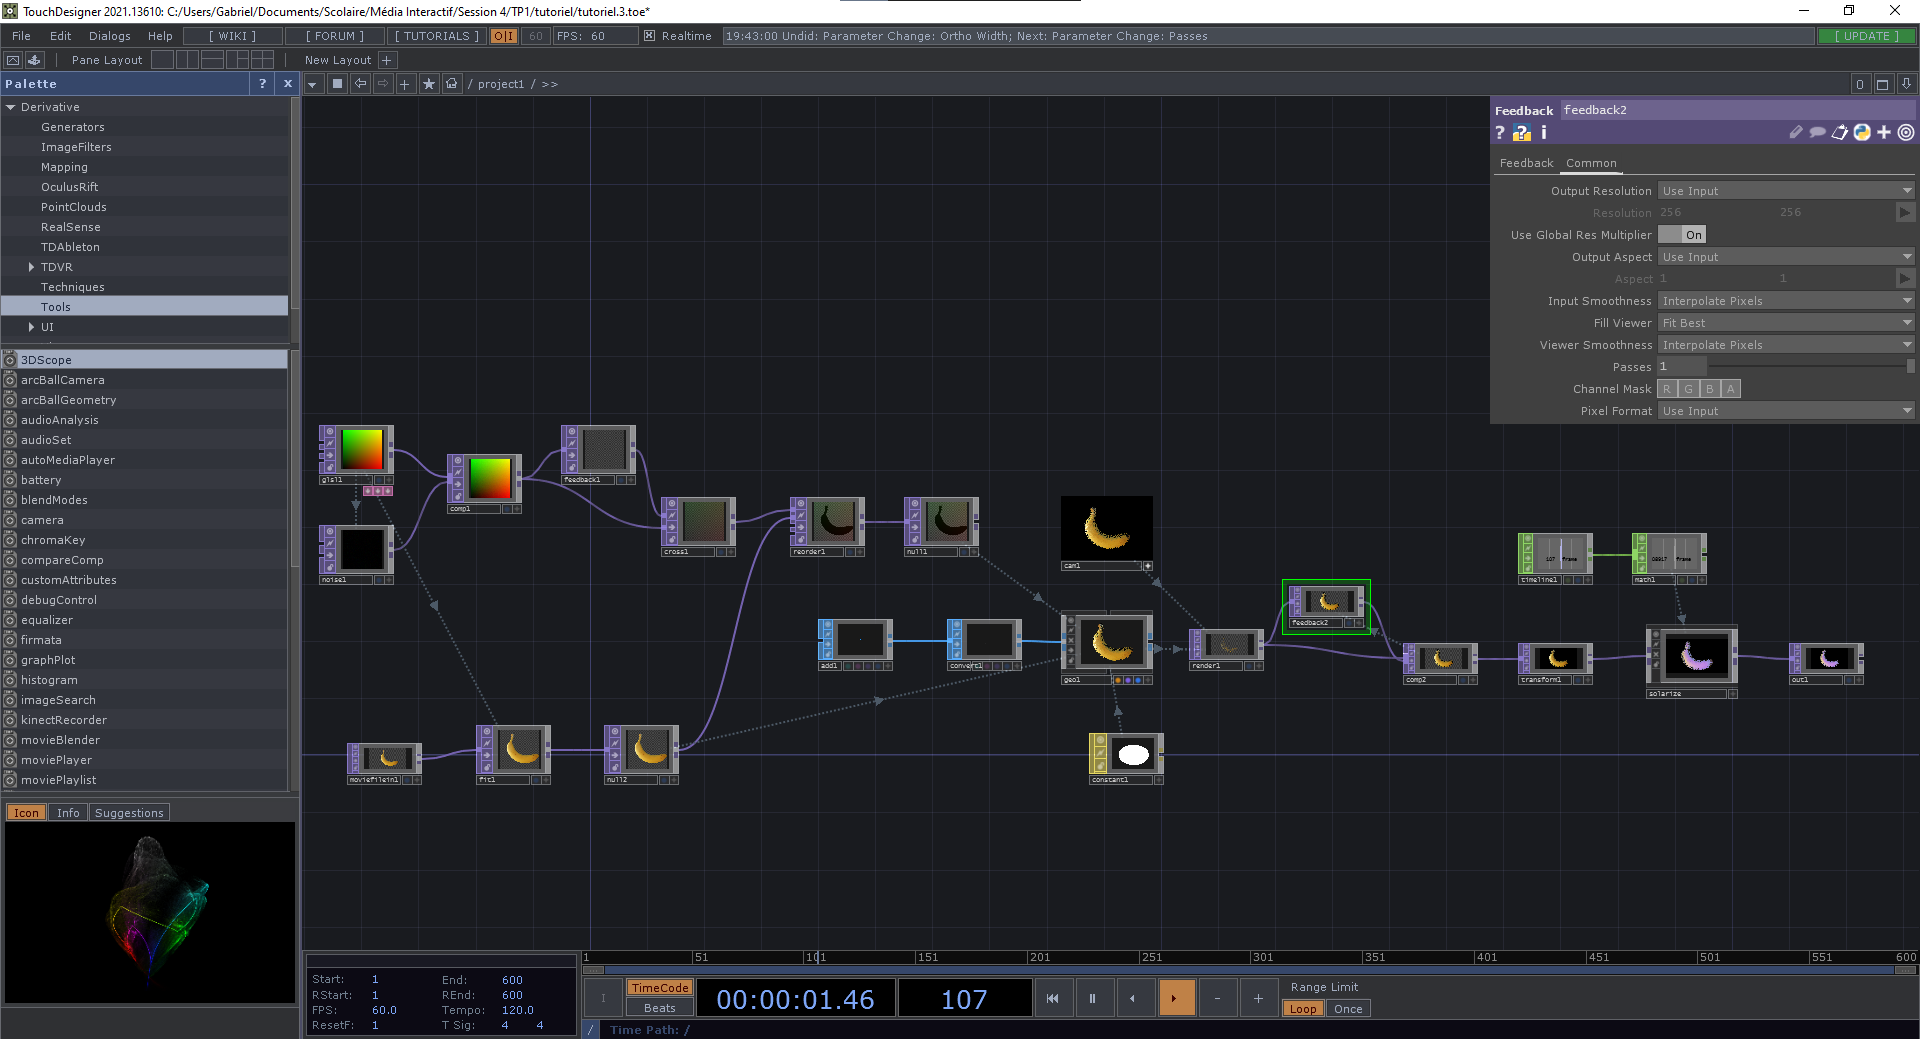 TouchDesigner 2021.13610: C:/Users/Gabriel/Documents/Scolaire/Média Interactif/Session 4/TP1/tutoriel/tutoriel.3.toe*
File Edit Dialogs Help [ WIKI ] [ FORUM ] [ TUTORIALS ] O|I 60 FPS: 60 Realtime 19:43:00 Undid: Parameter Change: Ortho Width; Next: Parameter Change: Passes [ UPDATE ]
Pane Layout New Layout +
Palette ? x / project1 / >> 0
Derivative
Generators
ImageFilters
Mapping
OculusRift
PointClouds
RealSense
TDAbleton
TDVR
Techniques
Tools
UI
3DScope
arcBallCamera
arcBallGeometry
audioAnalysis
audioSet
autoMediaPlayer
battery
blendModes
camera
chromaKey
compareComp
customAttributes
debugControl
equalizer
firmata
graphPlot
histogram
imageSearch
kinectRecorder
movieBlender
moviePlayer
moviePlaylist
Icon Info Suggestions
Feedback feedback2
? ? i
Feedback Common
Output Resolution Use Input
Resolution 256 256
Use Global Res Multiplier On
Output Aspect Use Input
Aspect 1 1
Input Smoothness Interpolate Pixels
Fill Viewer Fit Best
Viewer Smoothness Interpolate Pixels
Passes 1
Channel Mask R G B A
Pixel Format Use Input
glsl1
feedback1
comp1
noise1
cross1
reorder1
null1
cam1
107 frame
timeline1
math1
feedback2
add1
convert1
geo1
render1
comp2
transform1
solarize
out1
moviefilein1
fit1
null2
constant1
1 51 101 151 201 251 301 351 401 451 501 551 600
Start: 1 End: 600
RStart: 1 REnd: 600
FPS: 60.0 Tempo: 120.0
ResetF: 1 T Sig: 4 4
TimeCode
Beats
00:00:01.46
107
- +
Range Limit
Loop Once
/ Time Path: /